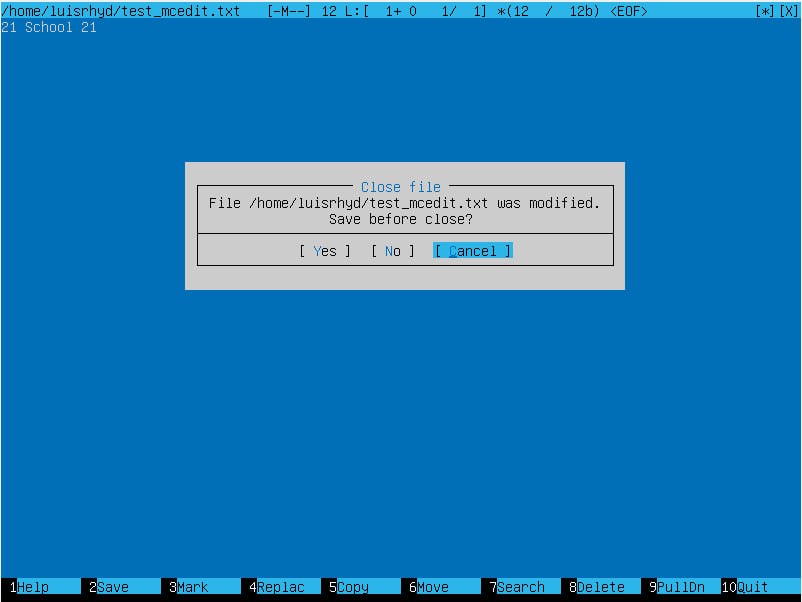 /home/luisrhyd/test_mcedit.txt [-M--] 12 L:[ 1+ 0 1/ 1] *(12 / 12b) <EOF> [*][X]
21 School 21
Close file
File /home/luisrhyd/test_mcedit.txt was modified.
Save before close?
[ Yes ] [ No ] [ Cancel ]
1Help 2Save 3Mark 4Replac 5Copy 6Move 7Search 8Delete 9PullDn 10Quit